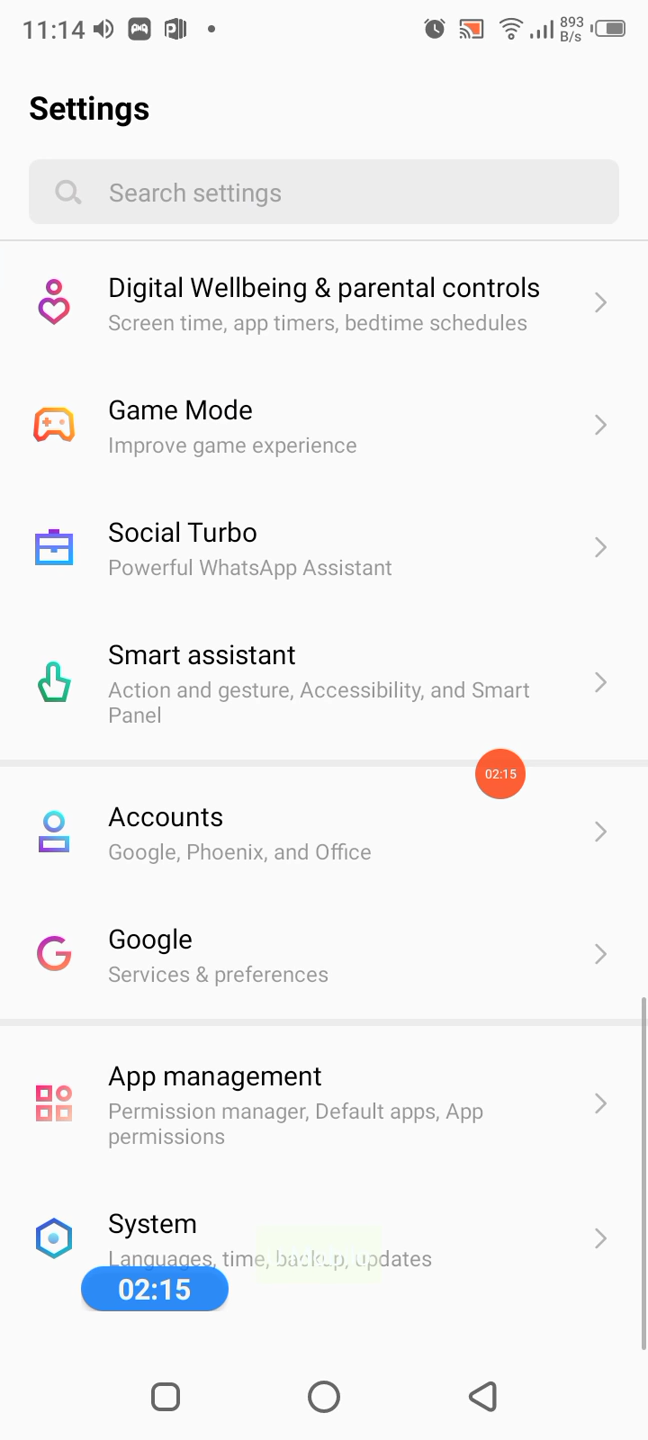 11:14
893
B/s
Settings
Search settings
Digital Wellbeing & parental controls
Screen time, app timers, bedtime schedules
Game Mode
Improve game experience
Social Turbo
Powerful WhatsApp Assistant
Smart assistant
Action and gesture, Accessibility, and Smart
Panel
02:15
Accounts
Google, Phoenix, and Office
Google
Services & preferences
App management
Permission manager, Default apps, App
permissions
System
Languages, time, backup, updates
02:15